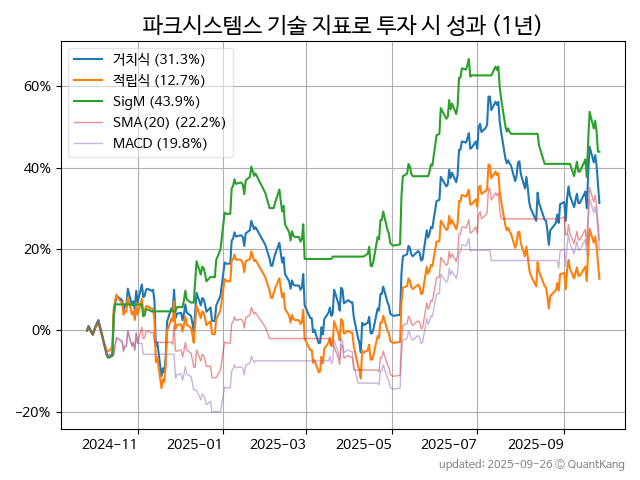 파크시스템스 기술 지표로 투자 시 성과 (1년)
거치식 (31.3%)
적립식 (12.7%)
SigM (43.9%)
SMA(20) (22.2%)
MACD (19.8%)
60%
40%
20%
0%
−20%
2024-11 2025-01 2025-03 2025-05 2025-07 2025-09
updated: 2025-09-26 © QuantKang